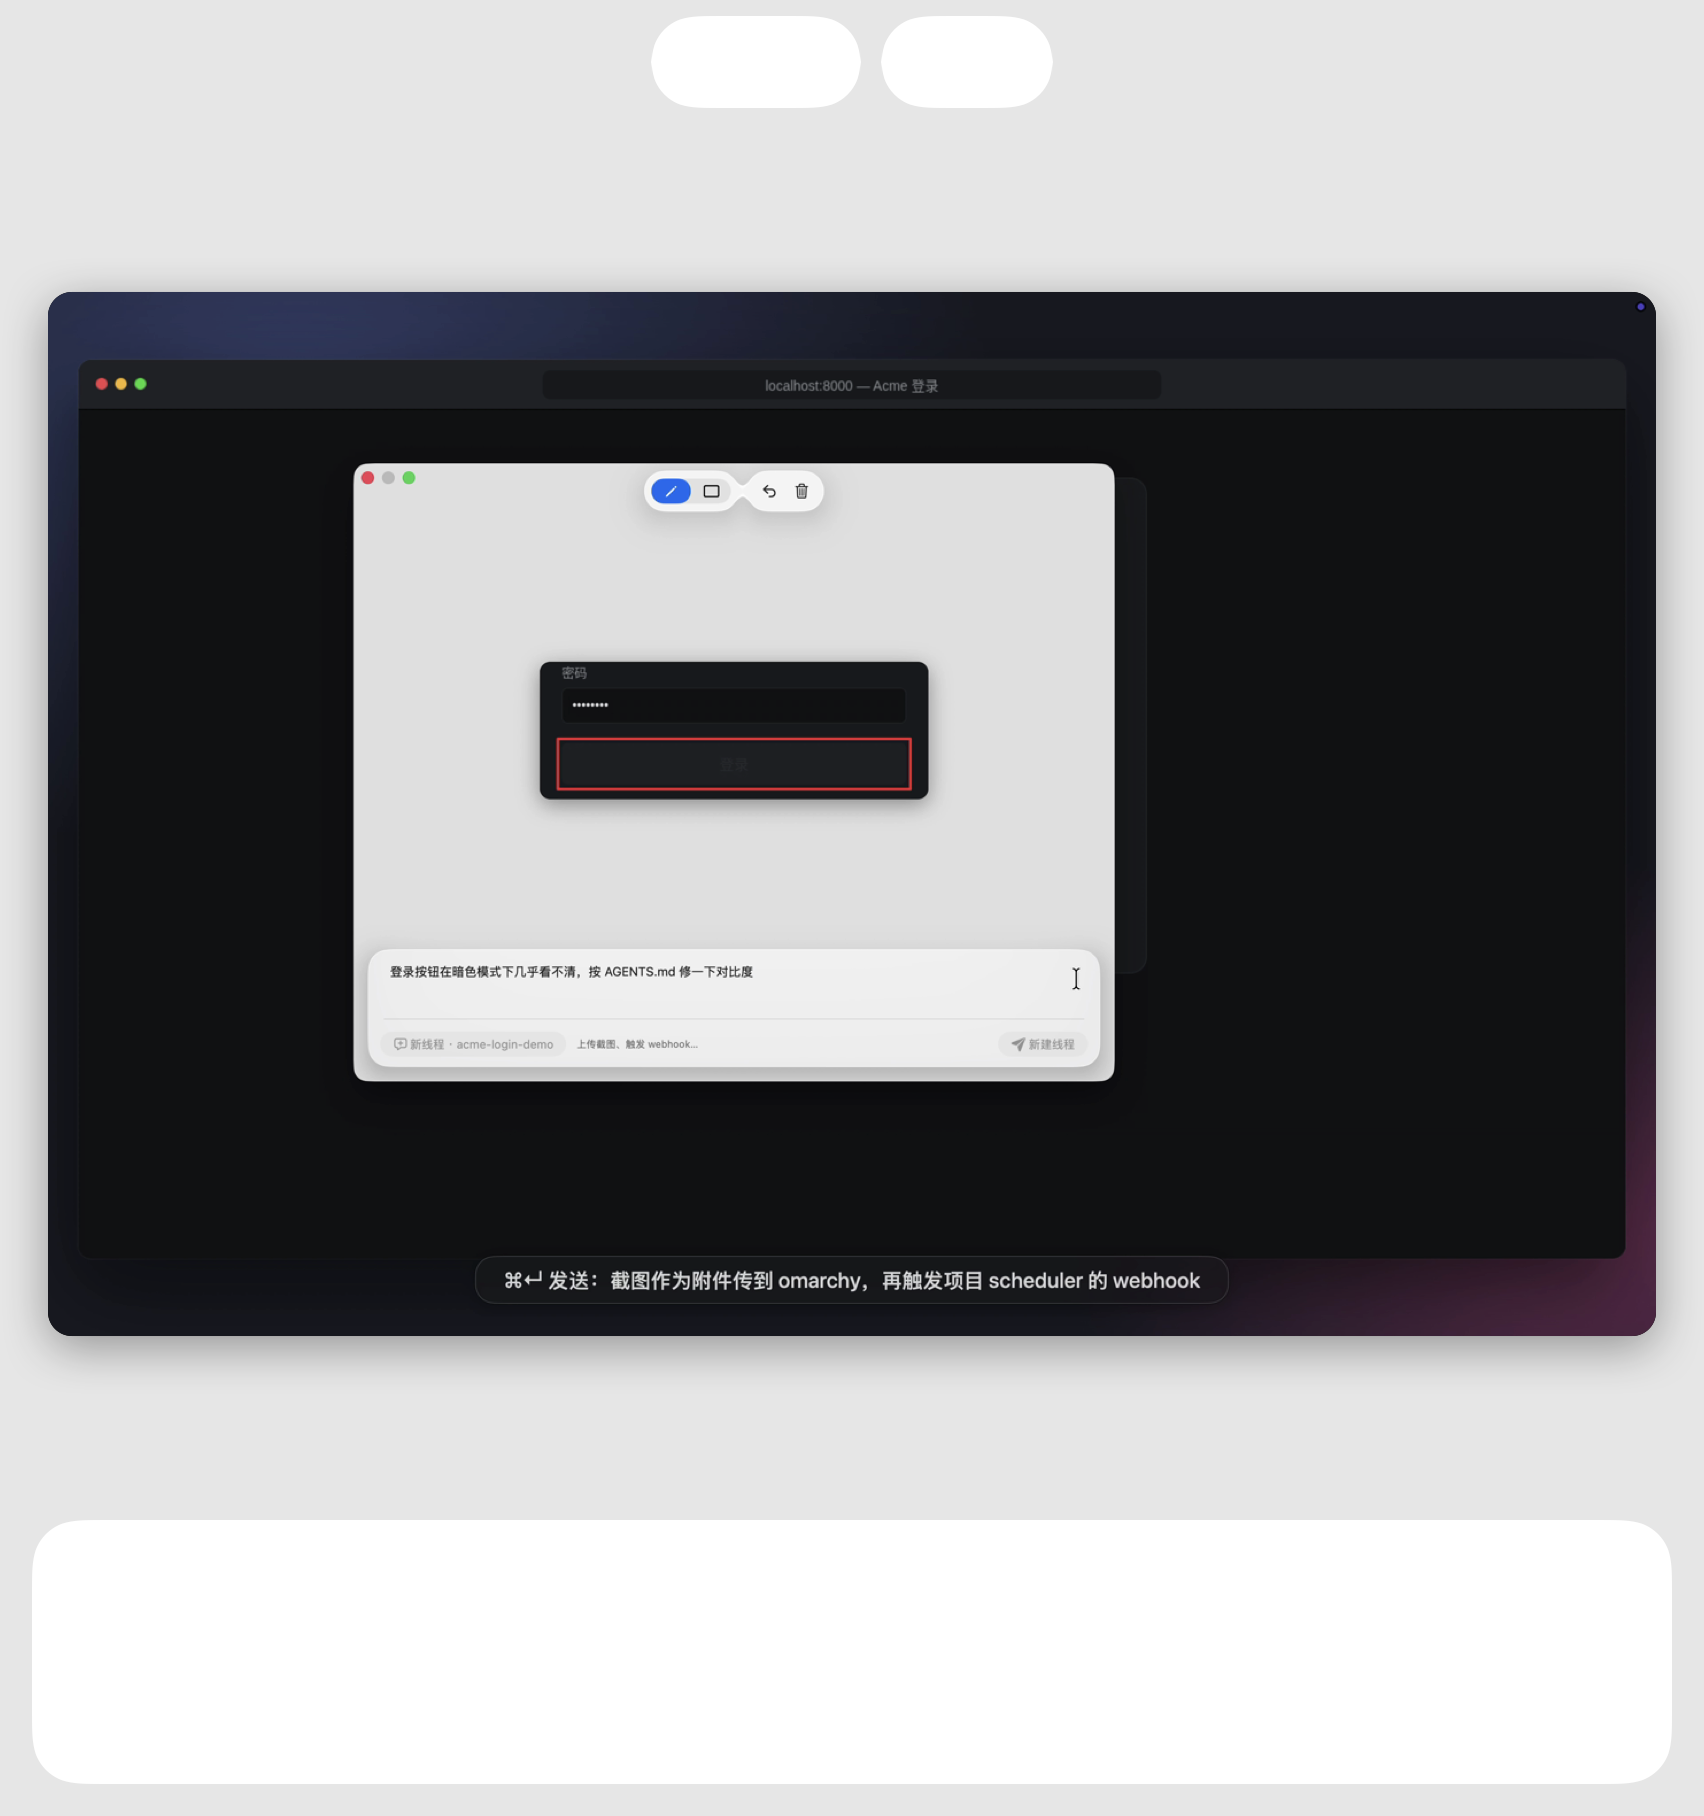 localhost:8000 — Acme 登录
密码
••••••••
登录
登录按钮在暗色模式下几乎看不清，按 AGENTS.md 修一下对比度
新线程 · acme-login-demo
上传截图、触发 webhook...
新建线程
⌘↵ 发送：截图作为附件传到 omarchy，再触发项目 scheduler 的 webhook